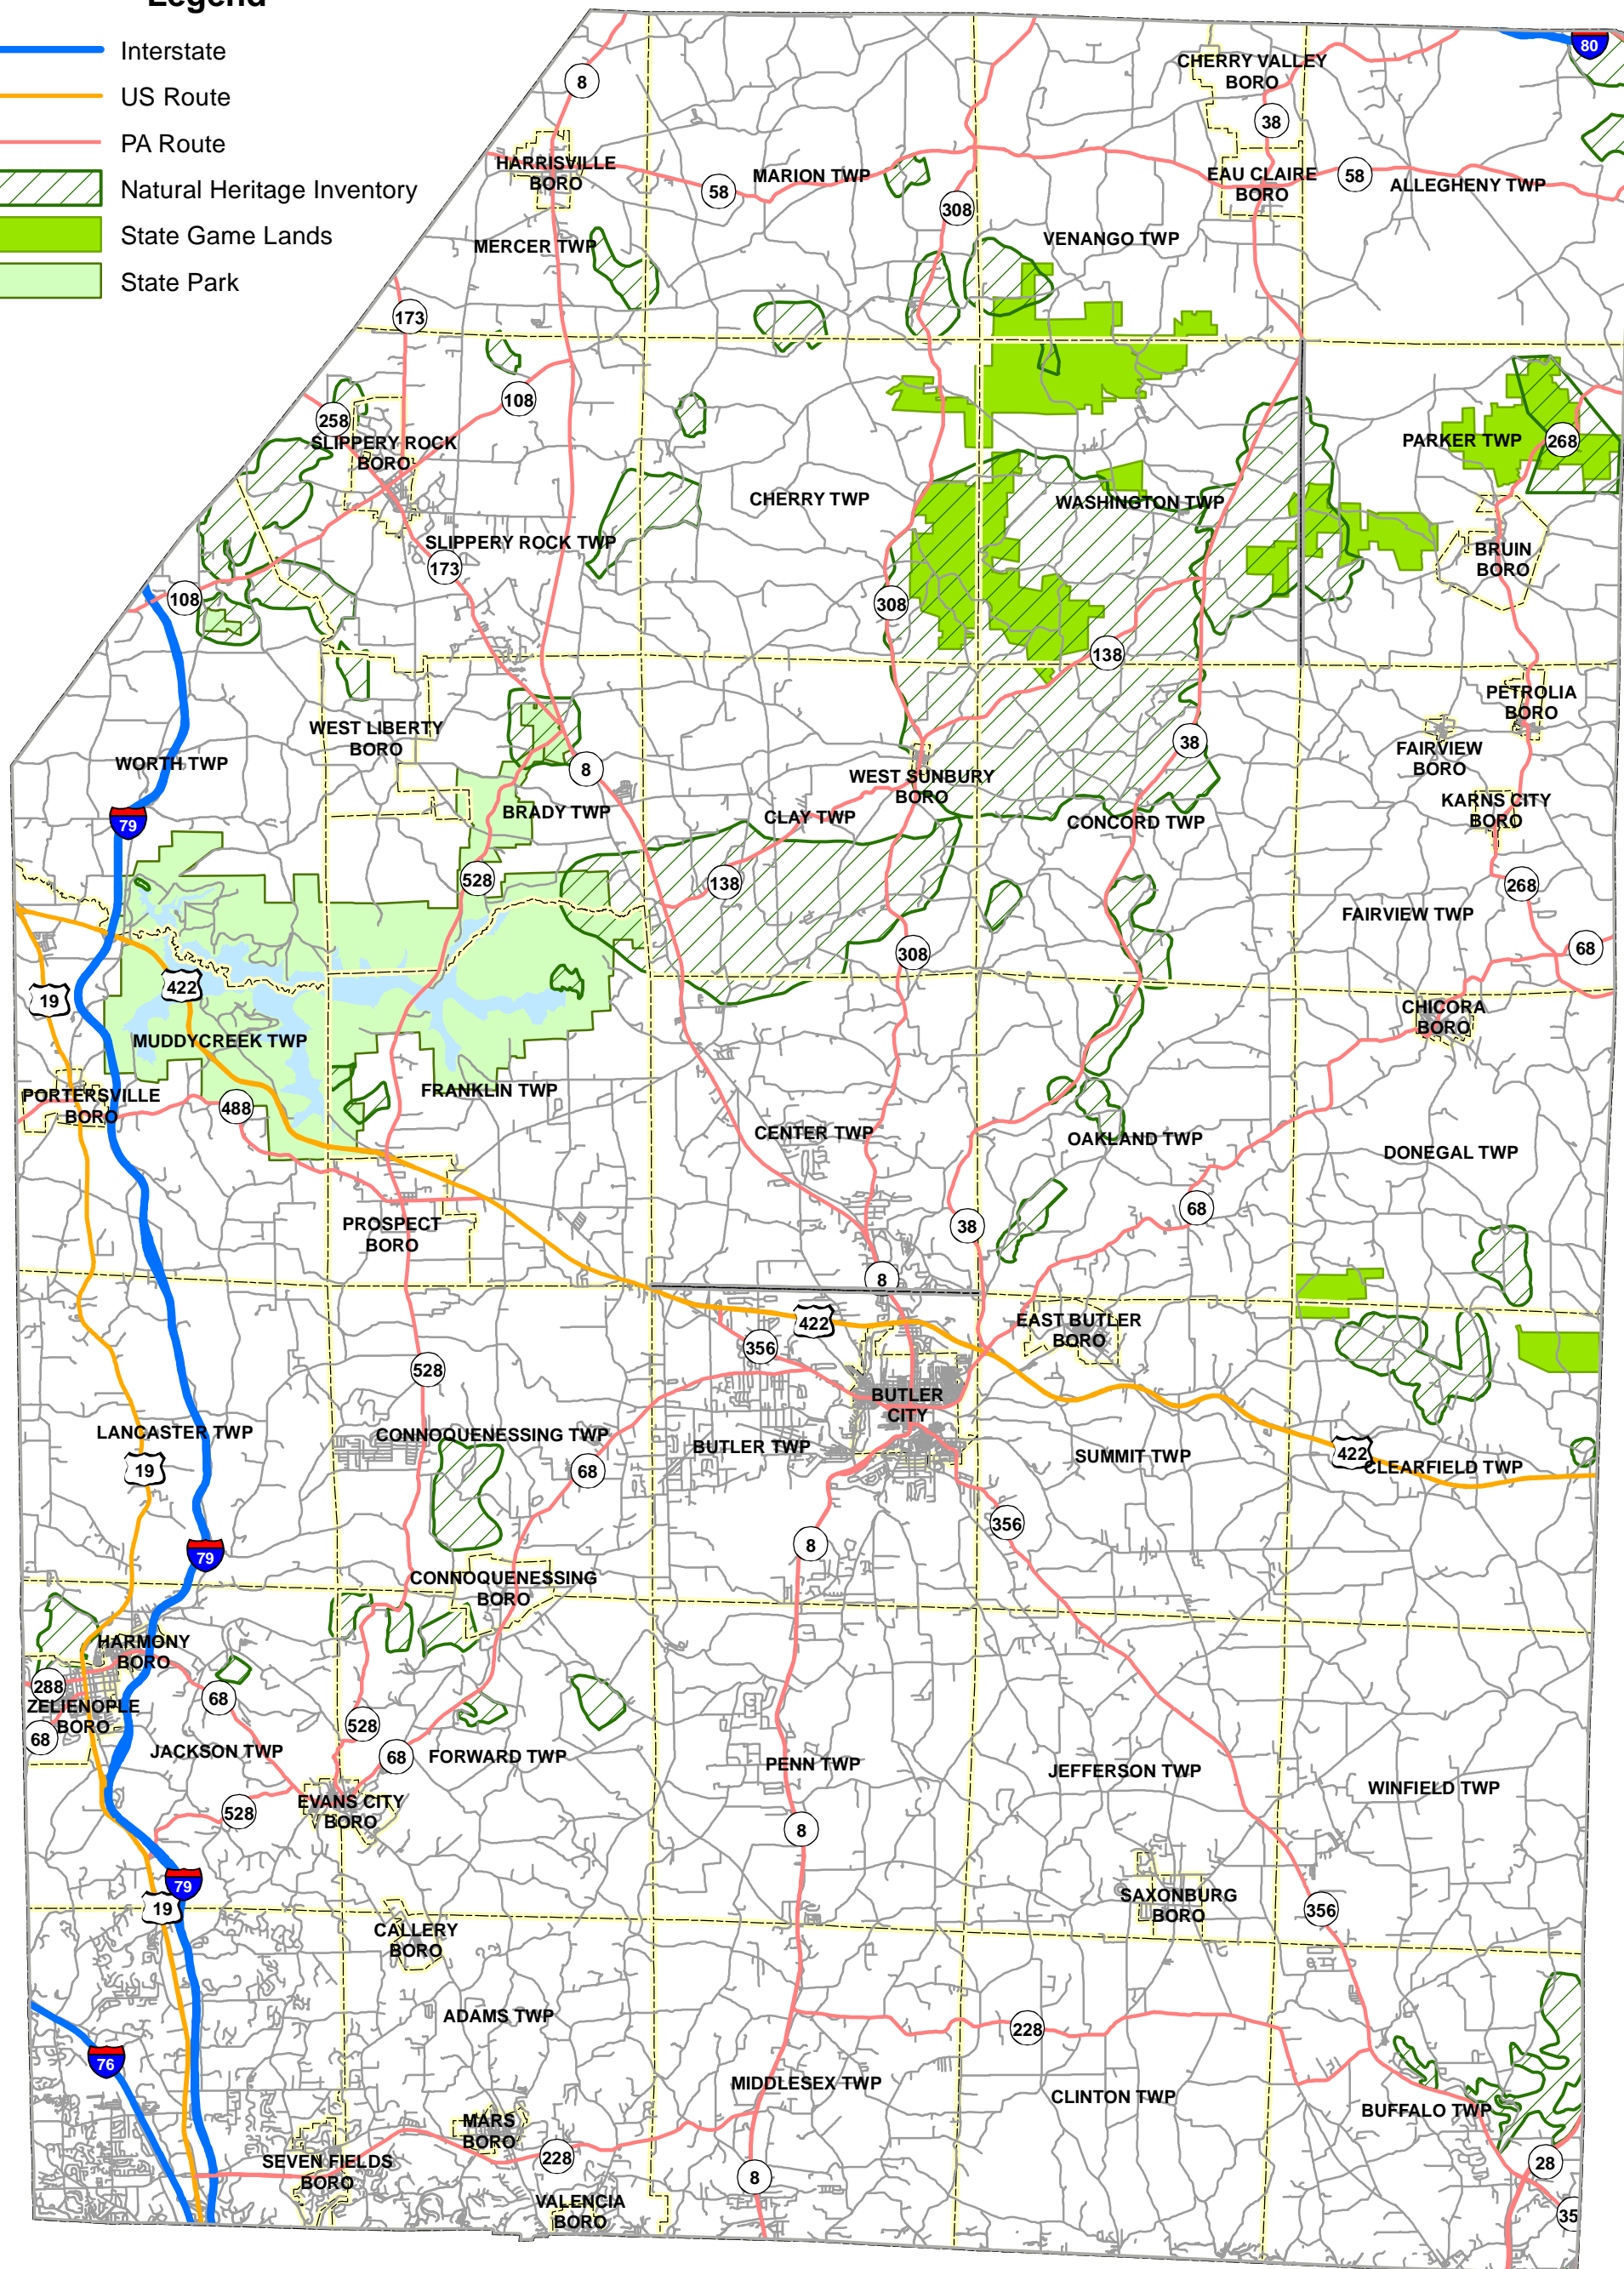 Legend
Interstate
US Route
PA Route
Natural Heritage Inventory
State Game Lands
State Park
80
8
CHERRY VALLEY
BORO
38
HARRISVILLE
BORO
58
MARION TWP
EAU CLAIRE
BORO
58
ALLEGHENY TWP
308
MERCER TWP
VENANGO TWP
173
108
258
SLIPPERY ROCK
BORO
PARKER TWP
268
CHERRY TWP
WASHINGTON TWP
SLIPPERY ROCK TWP
173
BRUIN
BORO
108
308
138
PETROLIA
BORO
WEST LIBERTY
BORO
38
FAIRVIEW
BORO
WORTH TWP
8
WEST SUNBURY
BORO
KARNS CITY
BORO
79
BRADY TWP
CLAY TWP
CONCORD TWP
528
138
268
FAIRVIEW TWP
308
68
19
422
CHICORA
BORO
MUDDYCREEK TWP
PORTERSVILLE
BORO
488
FRANKLIN TWP
CENTER TWP
OAKLAND TWP
DONEGAL TWP
68
PROSPECT
BORO
38
8
422
EAST BUTLER
BORO
356
528
BUTLER
CITY
LANCASTER TWP
CONNOQUENESSING TWP
BUTLER TWP
SUMMIT TWP
422
CLEARFIELD TWP
19
68
356
79
8
CONNOQUENESSING
BORO
HARMONY
BORO
288
68
ZELIENOPLE
BORO
68
528
JACKSON TWP
68
FORWARD TWP
PENN TWP
JEFFERSON TWP
WINFIELD TWP
528
EVANS CITY
BORO
8
79
19
SAXONBURG
BORO
356
CALLERY
BORO
ADAMS TWP
228
76
MIDDLESEX TWP
CLINTON TWP
BUFFALO TWP
MARS
BORO
SEVEN FIELDS
BORO
228
8
28
VALENCIA
BORO
35